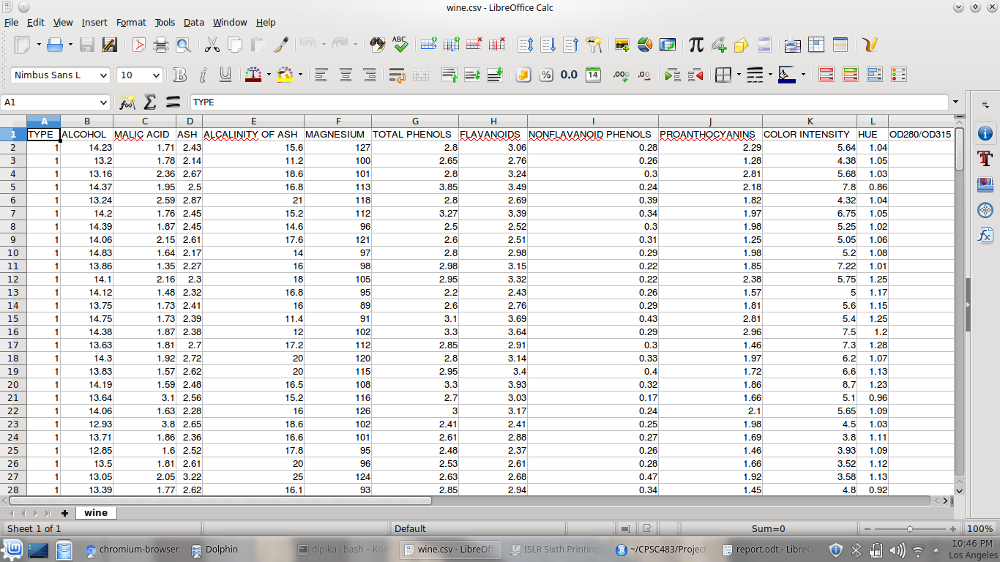 wine.csv - LibreOffice Calc
File Edit View Insert Format Tools Data Window Help
ABC
Nimbus Sans L 10 B I U % 0.0 14 .000 .00
A1 TYPE
A B C D E F G H I J K L
1 TYPE ALCOHOL MALIC ACID ASH ALCALINITY OF ASH MAGNESIUM TOTAL PHENOLS FLAVANOIDS NONFLAVANOID PHENOLS PROANTHOCYANINS COLOR INTENSITY HUE OD280/OD315
2 1 14.23 1.71 2.43 15.6 127 2.8 3.06 0.28 2.29 5.64 1.04
3 1 13.2 1.78 2.14 11.2 100 2.65 2.76 0.26 1.28 4.38 1.05
4 1 13.16 2.36 2.67 18.6 101 2.8 3.24 0.3 2.81 5.68 1.03
5 1 14.37 1.95 2.5 16.8 113 3.85 3.49 0.24 2.18 7.8 0.86
6 1 13.24 2.59 2.87 21 118 2.8 2.69 0.39 1.82 4.32 1.04
7 1 14.2 1.76 2.45 15.2 112 3.27 3.39 0.34 1.97 6.75 1.05
8 1 14.39 1.87 2.45 14.6 96 2.5 2.52 0.3 1.98 5.25 1.02
9 1 14.06 2.15 2.61 17.6 121 2.6 2.51 0.31 1.25 5.05 1.06
10 1 14.83 1.64 2.17 14 97 2.8 2.98 0.29 1.98 5.2 1.08
11 1 13.86 1.35 2.27 16 98 2.98 3.15 0.22 1.85 7.22 1.01
12 1 14.1 2.16 2.3 18 105 2.95 3.32 0.22 2.38 5.75 1.25
13 1 14.12 1.48 2.32 16.8 95 2.2 2.43 0.26 1.57 5 1.17
14 1 13.75 1.73 2.41 16 89 2.6 2.76 0.29 1.81 5.6 1.15
15 1 14.75 1.73 2.39 11.4 91 3.1 3.69 0.43 2.81 5.4 1.25
16 1 14.38 1.87 2.38 12 102 3.3 3.64 0.29 2.96 7.5 1.2
17 1 13.63 1.81 2.7 17.2 112 2.85 2.91 0.3 1.46 7.3 1.28
18 1 14.3 1.92 2.72 20 120 2.8 3.14 0.33 1.97 6.2 1.07
19 1 13.83 1.57 2.62 20 115 2.95 3.4 0.4 1.72 6.6 1.13
20 1 14.19 1.59 2.48 16.5 108 3.3 3.93 0.32 1.86 8.7 1.23
21 1 13.64 3.1 2.56 15.2 116 2.7 3.03 0.17 1.66 5.1 0.96
22 1 14.06 1.63 2.28 16 126 3 3.17 0.24 2.1 5.65 1.09
23 1 12.93 3.8 2.65 18.6 102 2.41 2.41 0.25 1.98 4.5 1.03
24 1 13.71 1.86 2.36 16.6 101 2.61 2.88 0.27 1.69 3.8 1.11
25 1 12.85 1.6 2.52 17.8 95 2.48 2.37 0.26 1.46 3.93 1.09
26 1 13.5 1.81 2.61 20 96 2.53 2.61 0.28 1.66 3.52 1.12
27 1 13.05 2.05 3.22 25 124 2.63 2.68 0.47 1.92 3.58 1.13
28 1 13.39 1.77 2.62 16.1 93 2.85 2.94 0.34 1.45 4.8 0.92
wine
Sheet 1 of 1 Default Sum=0 100%
chromium-browser Dolphin dipika : bash – Kon wine.csv - LibreOffi ISLR Sixth Printing ~/CPSC483/Project report.odt - LibreO 10:46 PM
Los Angeles